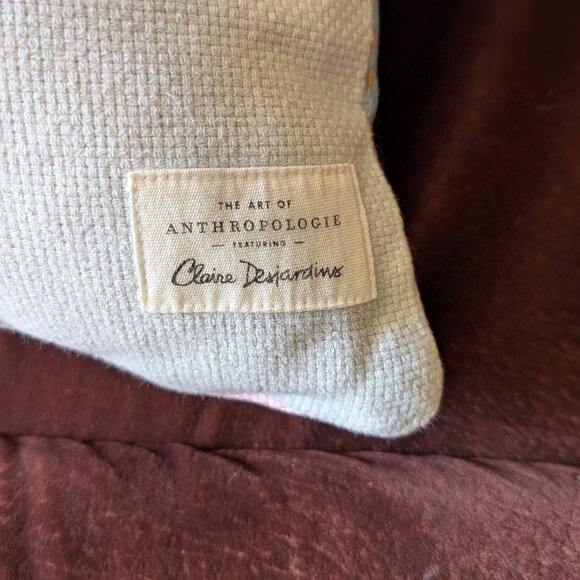 THE ART OF
ANTHROPOLOGIE
— FEATURING —
Claire Desjardins